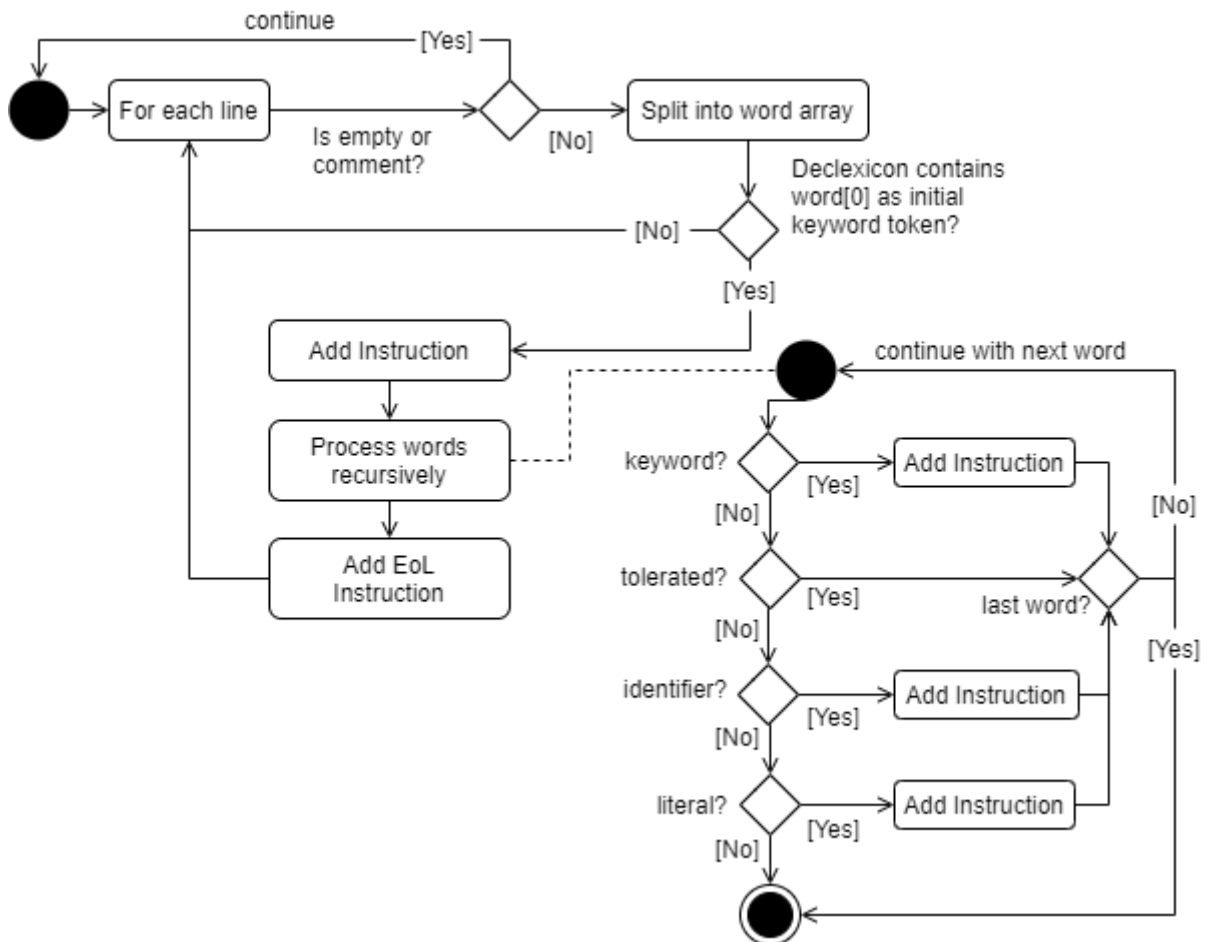 continue
[Yes]
For each line
Is empty or
comment?
[No]
Split into word array
Declexicon contains
word[0] as initial
keyword token?
[No]
[Yes]
Add Instruction
Process words
recursively
Add EoL
Instruction
continue with next word
keyword?
[Yes]
Add Instruction
[No]
[No]
tolerated?
[Yes]
last word?
[No]
[Yes]
identifier?
[Yes]
Add Instruction
[No]
literal?
[Yes]
Add Instruction
[No]